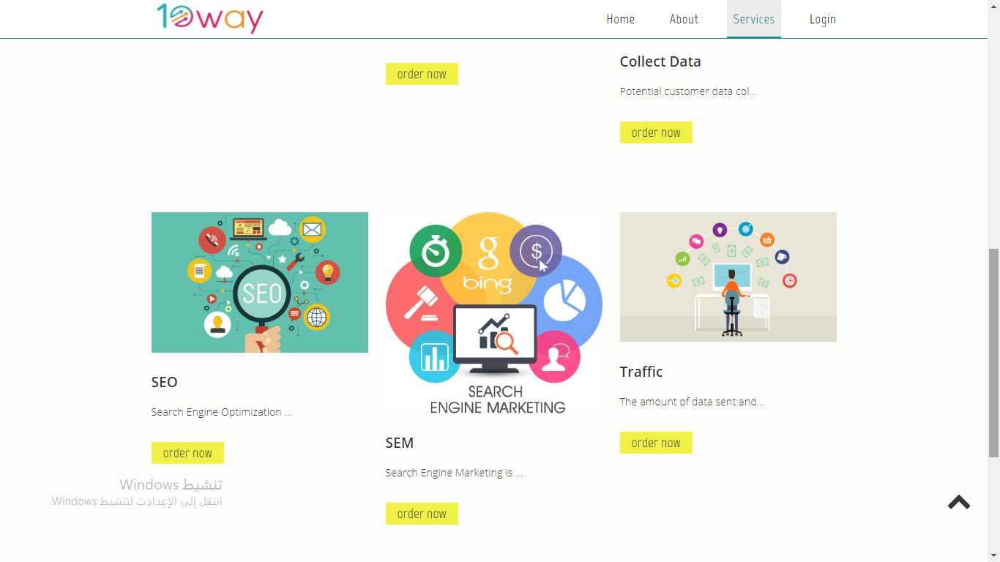 10way
Home
About
Services
Login
order now
Collect Data
Potential customer data col...
order now
SEO
g
bing
$
SEARCH
ENGINE MARKETING
SEO
Search Engine Optimization ...
order now
SEM
Search Engine Marketing is ...
order now
Traffic
The amount of data sent and...
order now
تنشيط Windows
انتقل إلى الإعدادت لتنشيط Windows.